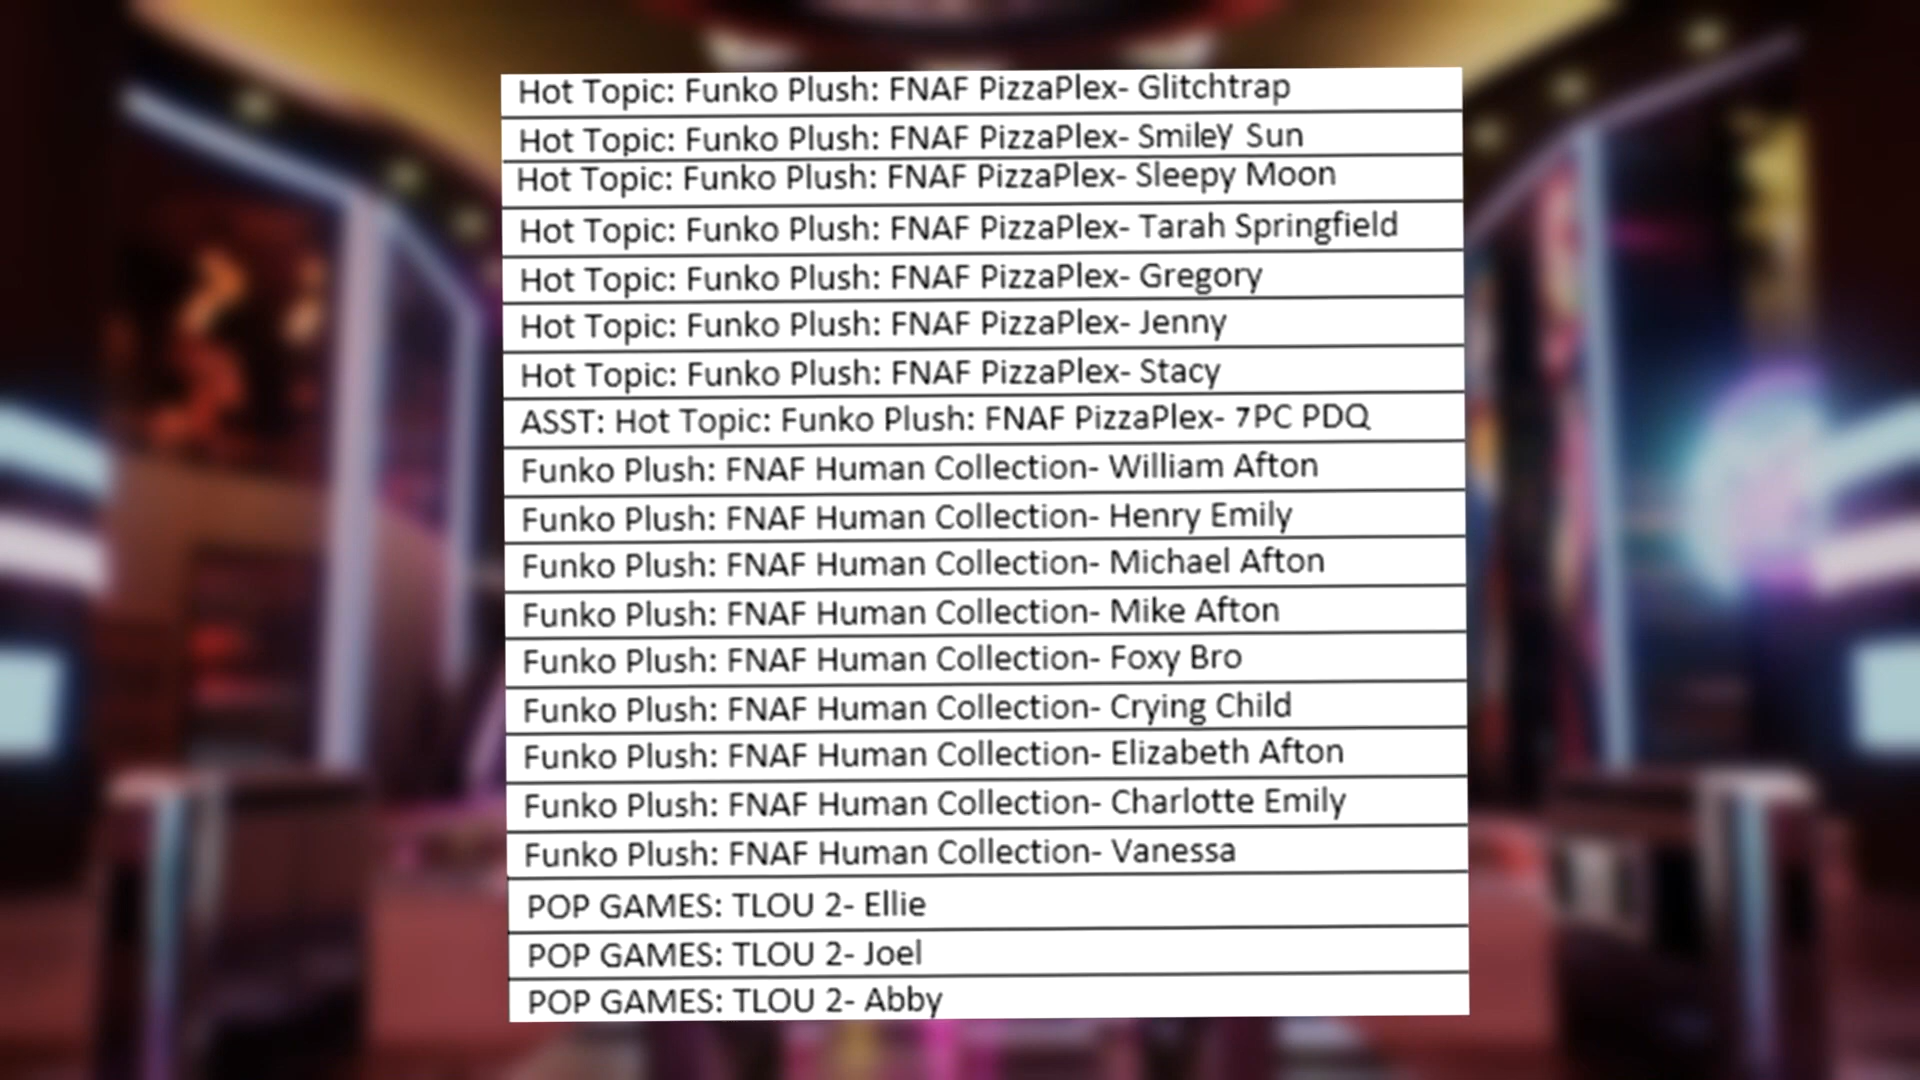 Hot Topic: Funko Plush: FNAF PizzaPlex- Glitchtrap
Hot Topic: Funko Plush: FNAF PizzaPlex- Smiley Sun
Hot Topic: Funko Plush: FNAF PizzaPlex- Sleepy Moon
Hot Topic: Funko Plush: FNAF PizzaPlex- Tarah Springfield
Hot Topic: Funko Plush: FNAF PizzaPlex- Gregory
Hot Topic: Funko Plush: FNAF PizzaPlex- Jenny
Hot Topic: Funko Plush: FNAF PizzaPlex- Stacy
ASST: Hot Topic: Funko Plush: FNAF PizzaPlex- 7PC PDQ
Funko Plush: FNAF Human Collection- William Afton
Funko Plush: FNAF Human Collection- Henry Emily
Funko Plush: FNAF Human Collection- Michael Afton
Funko Plush: FNAF Human Collection- Mike Afton
Funko Plush: FNAF Human Collection- Foxy Bro
Funko Plush: FNAF Human Collection- Crying Child
Funko Plush: FNAF Human Collection- Elizabeth Afton
Funko Plush: FNAF Human Collection- Charlotte Emily
Funko Plush: FNAF Human Collection- Vanessa
POP GAMES: TLOU 2- Ellie
POP GAMES: TLOU 2- Joel
POP GAMES: TLOU 2- Abby